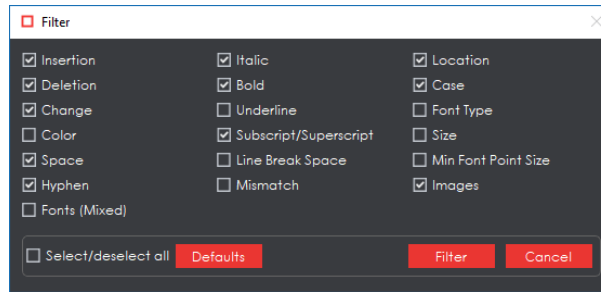 Filter
Insertion Italic Location
Deletion Bold Case
Change Underline Font Type
Color Subscript/Superscript Size
Space Line Break Space Min Font Point Size
Hyphen Mismatch Images
Fonts (Mixed)
Select/deselect all Defaults Filter Cancel